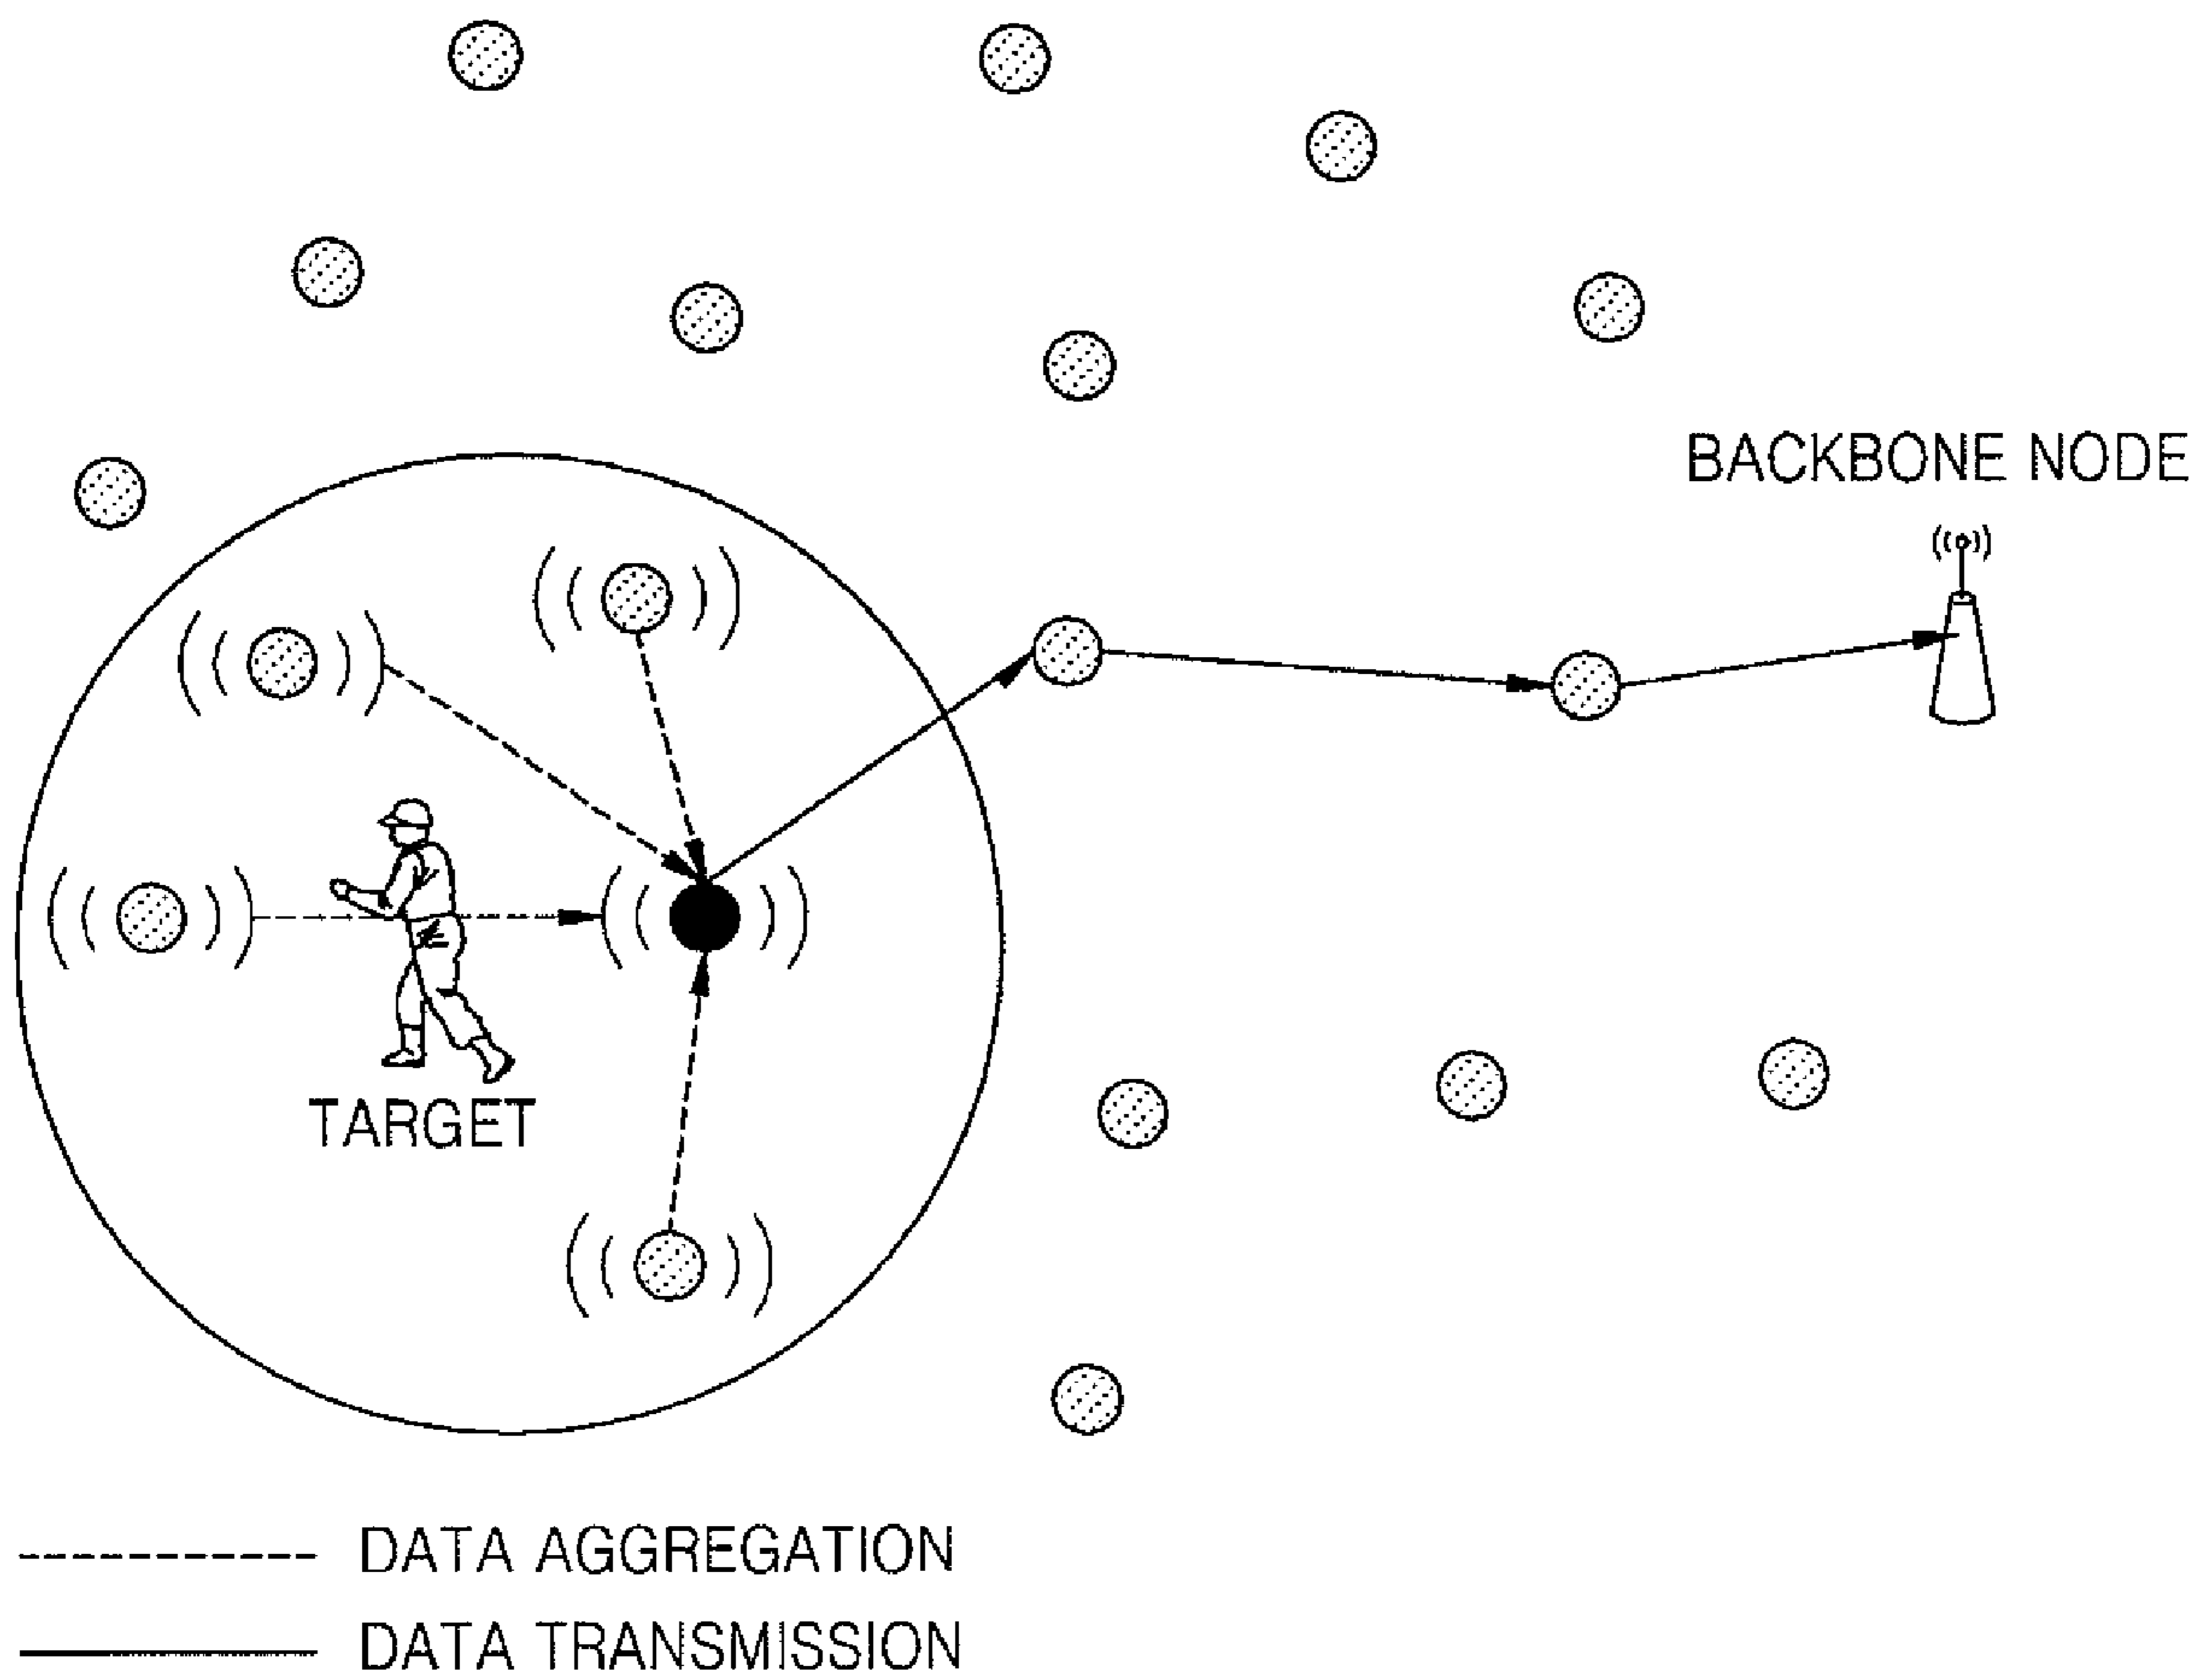 BACKBONE NODE
TARGET
DATA AGGREGATION
DATA TRANSMISSION